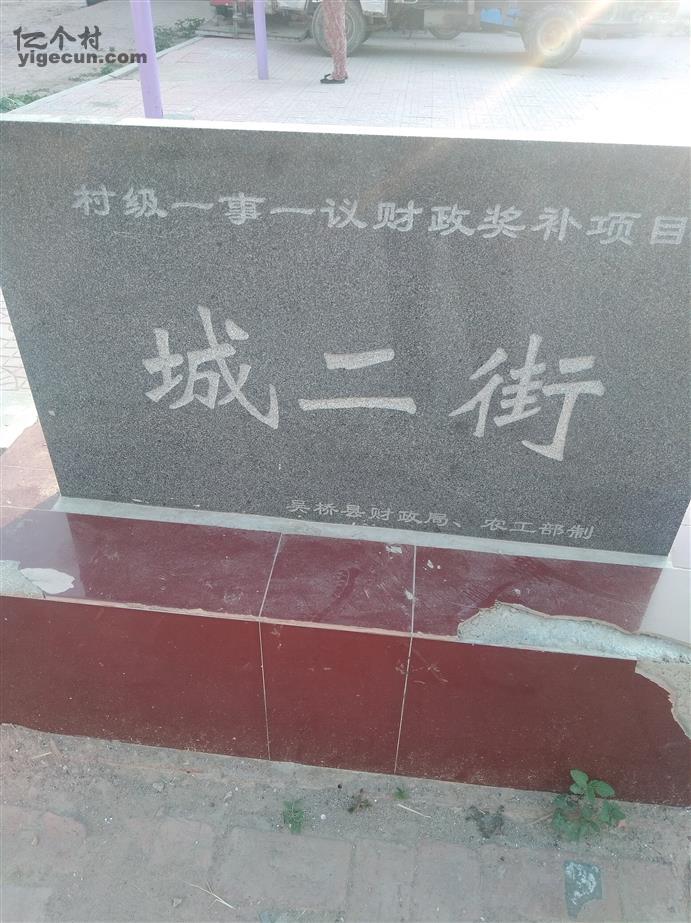 亿个村
yigecun.com
村级一事一议财政奖补项目
城二街
吴桥县财政局、农工部制